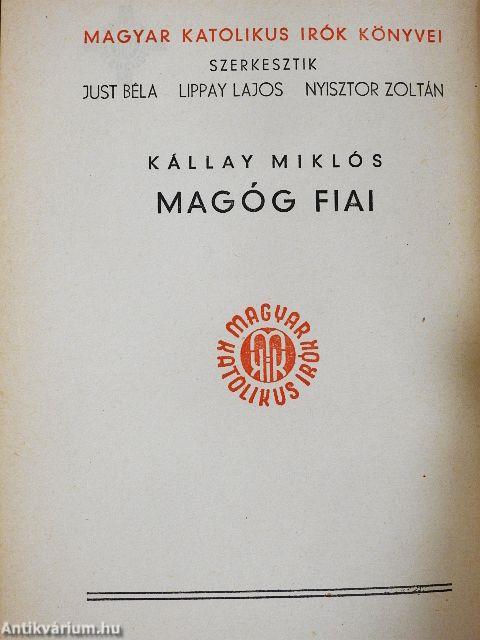 MAGYAR KATOLIKUS IRÓK KÖNYVEI
SZERKESZTIK
JUST BÉLA LIPPAY LAJOS NYISZTOR ZOLTÁN
KÁLLAY MIKLÓS
MAGÓG FIAI
MAGYAR
KATOLIKUS IRÓK
Antikvárium.hu